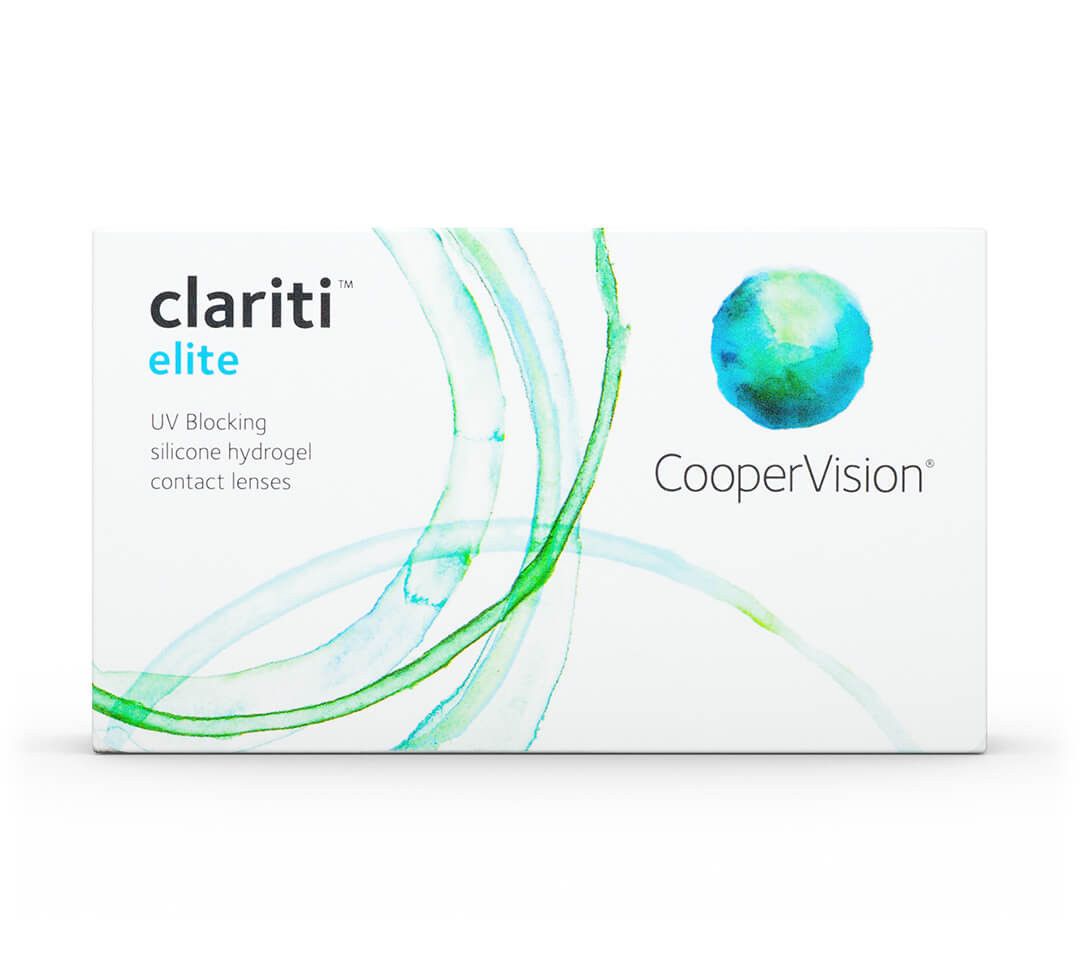 clariti™
elite
UV Blocking
silicone hydrogel
contact lenses
CooperVision®